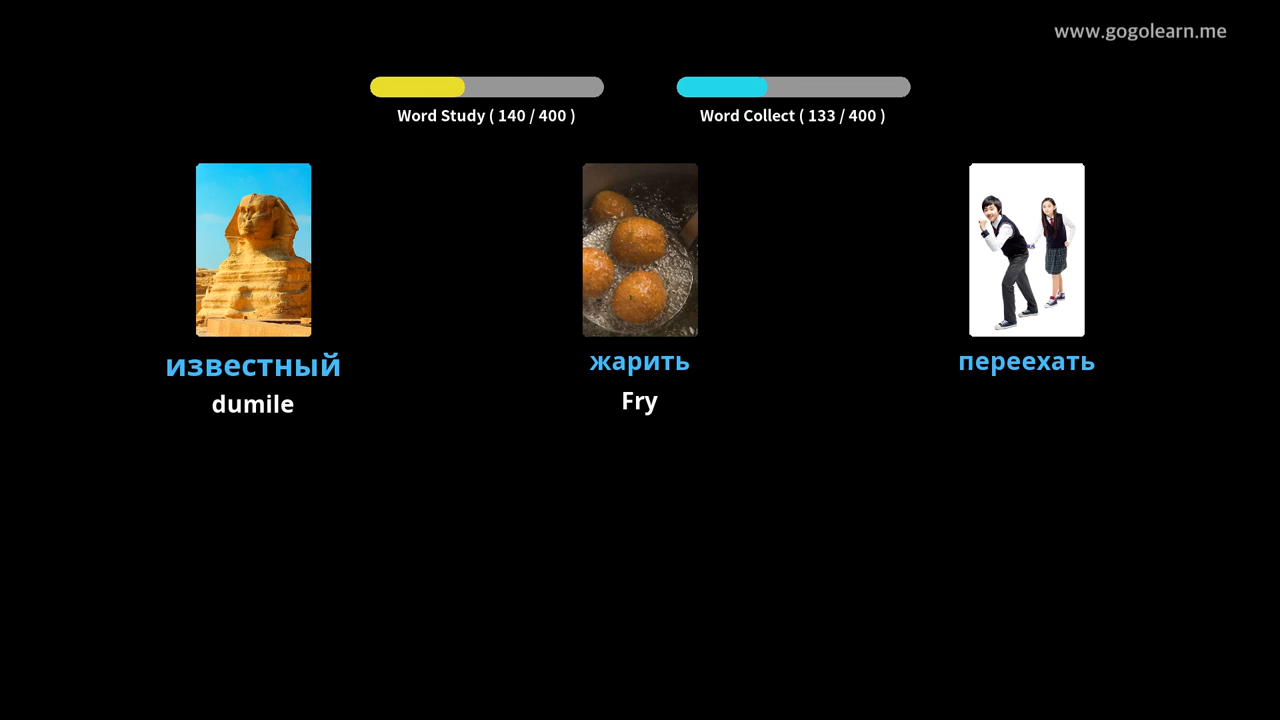 www.gogolearn.me
Word Study ( 140 / 400 )
Word Collect ( 133 / 400 )
известный
dumile
жарить
Fry
переехать